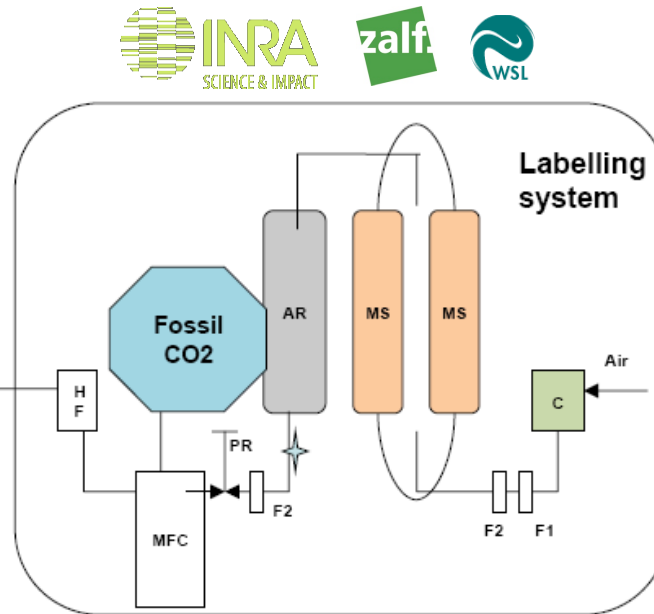 INRA
SCIENCE & IMPACT
zalf.
WSL
Labelling
system
Fossil
CO2
AR
MS
MS
Air
C
H
F
PR
F2
MFC
F2
F1